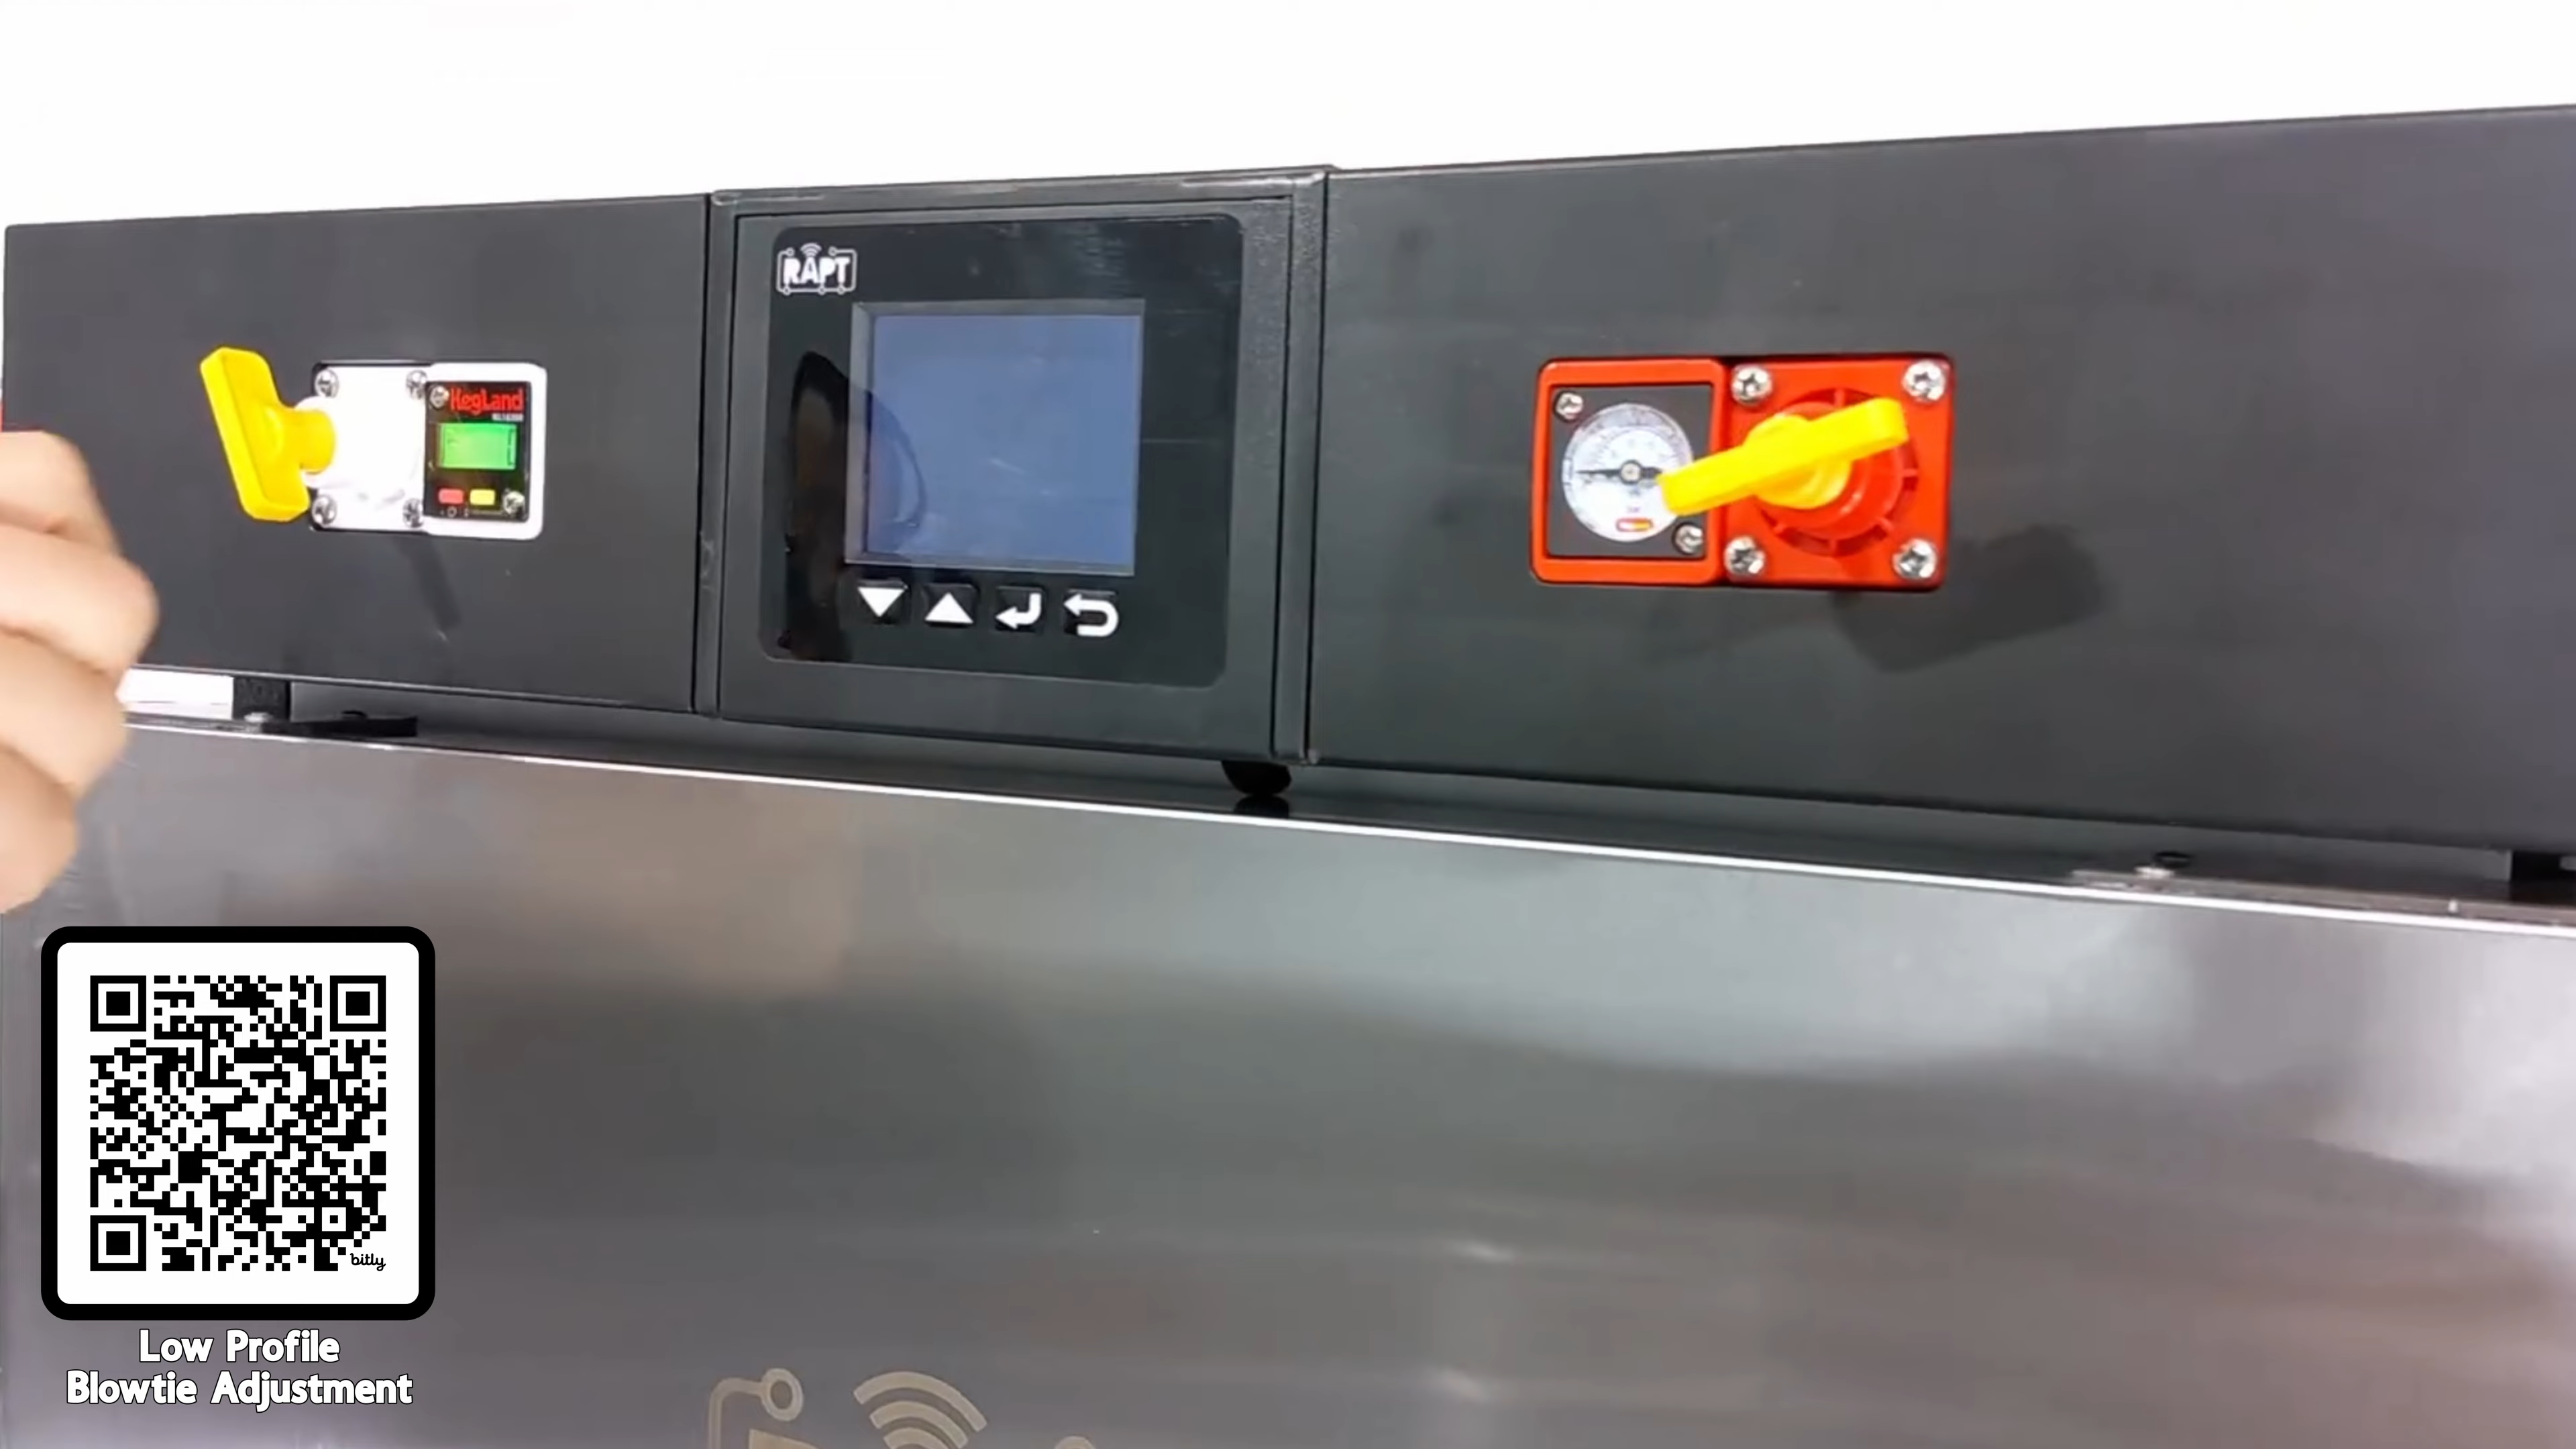 RAPT
KegLand
bitly
Low Profile
Blowtie Adjustment